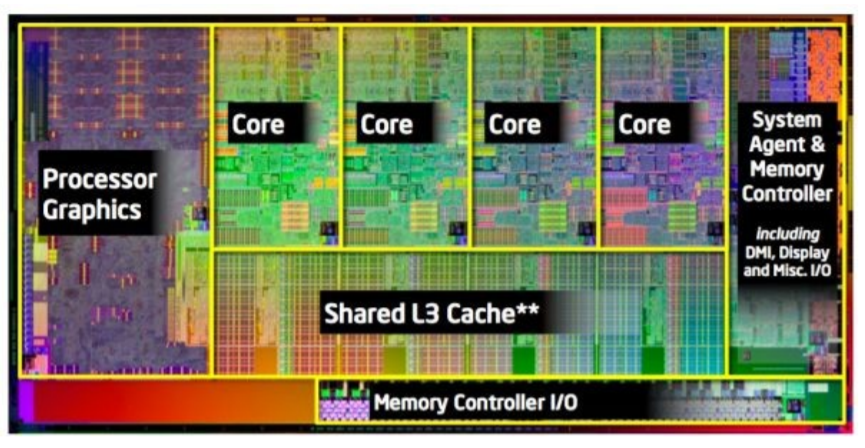 Processor
Graphics
Core
Core
Core
Core
System
Agent &
Memory
Controller
including
DMI, Display
and Misc. I/O
Shared L3 Cache**
Memory Controller I/O